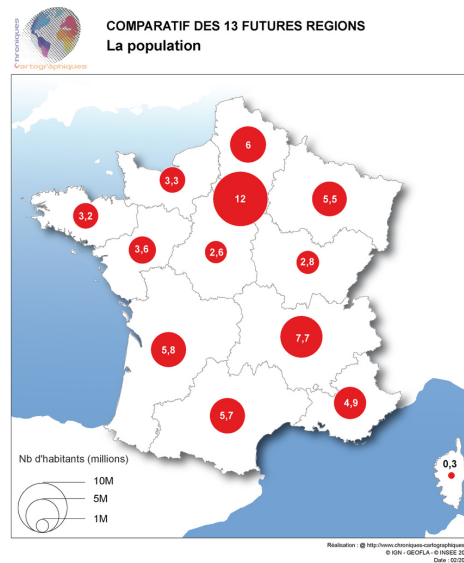 COMPARATIF DES 13 FUTURES REGIONS
La population
Chroniques
Cartographiques
6
3,3
12
5,5
3,2
3,6
2,6
2,8
5,8
7,7
5,7
4,9
0,3
Nb d'habitants (millions)
10M
5M
1M
Réalisation : @ http://www.chroniques-cartographiques
© IGN - GEOFLA - © INSEE 20
Date : 02/20